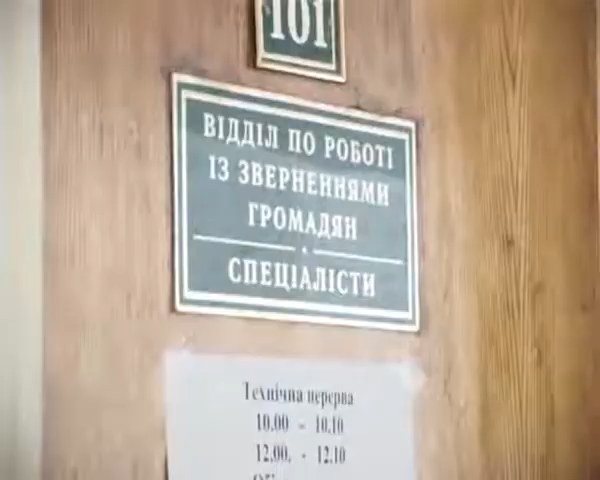 101
ВІДДІЛ ПО РОБОТІ
ІЗ ЗВЕРНЕННЯМИ
ГРОМАДЯН
СПЕЦІАЛІСТИ
Технічна перерва
10.00 - 10.10
12.00. - 12.10